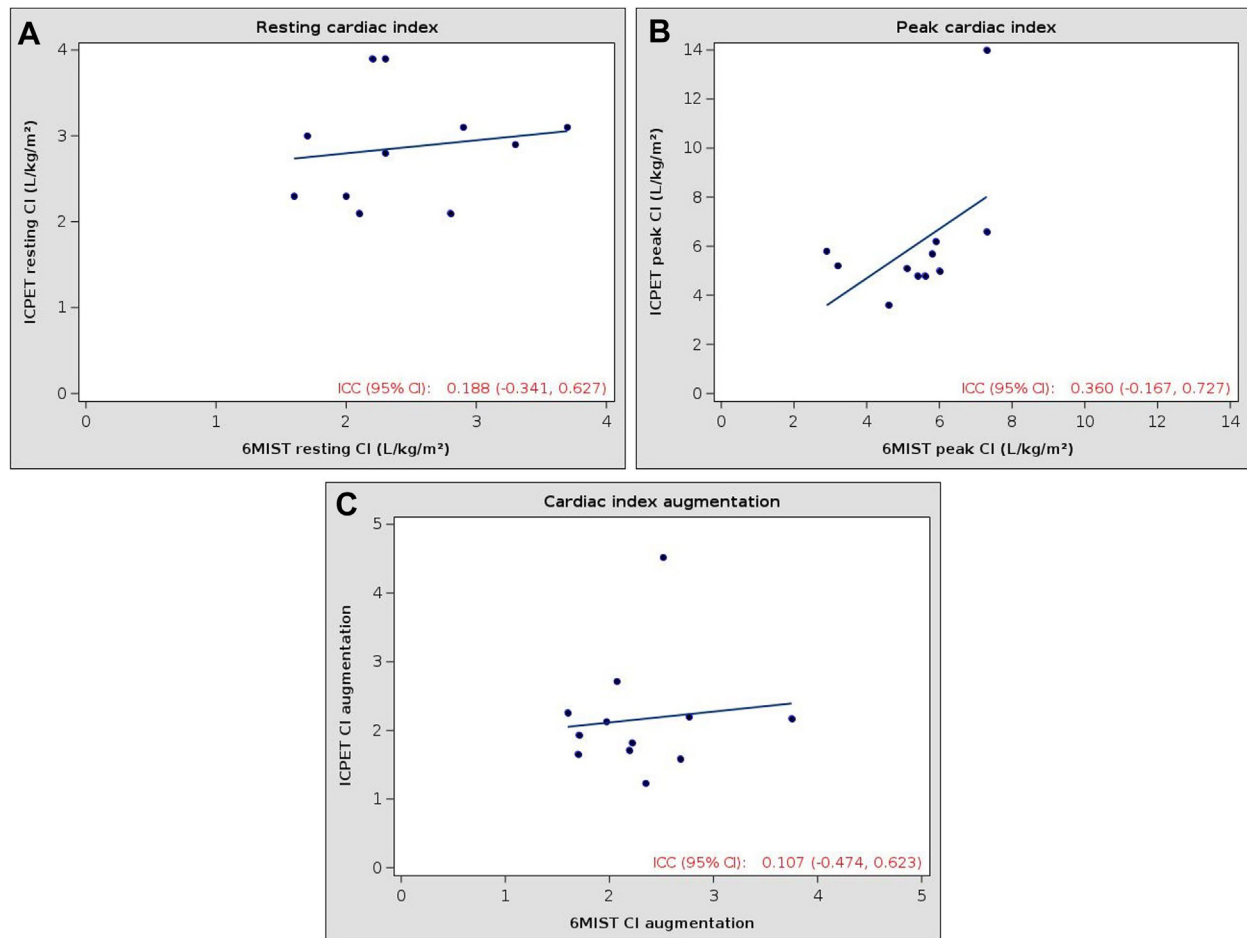 A
Resting cardiac index
4
3
2
1
0
ICPET resting CI (L/kg/m²)
ICC (95% CI): 0.188 (-0.341, 0.627)
0 1 2 3 4
6MIST resting CI (L/kg/m²)
B
Peak cardiac index
14
12
10
8
6
4
2
0
ICPET peak CI (L/kg/m²)
ICC (95% CI): 0.360 (-0.167, 0.727)
0 2 4 6 8 10 12 14
6MIST peak CI (L/kg/m²)
C
Cardiac index augmentation
5
4
3
2
1
0
ICPET CI augmentation
ICC (95% CI): 0.107 (-0.474, 0.623)
0 1 2 3 4 5
6MIST CI augmentation